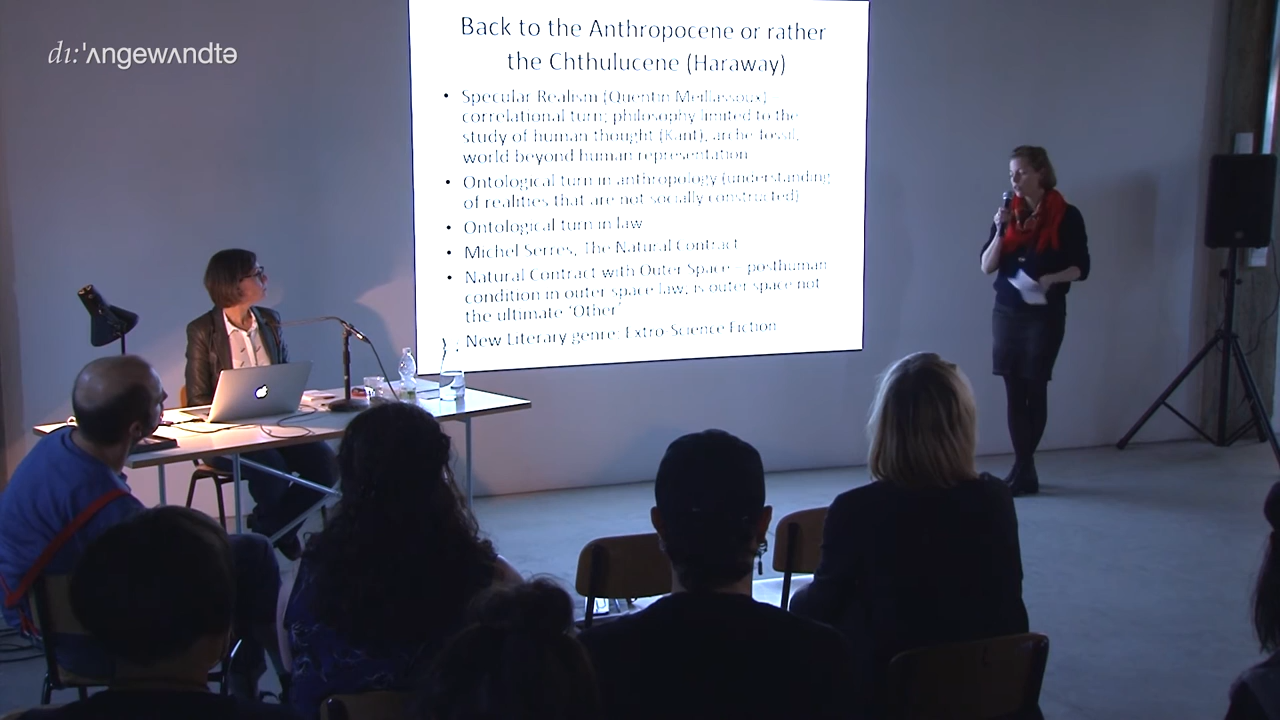 dı:'ʌngewʌndtə
Back to the Anthropocene or rather
the Chthulucene (Haraway)
• Specular Realism (Quentin Meillassoux)
correlational turn; philosophy limited to the
study of human thought (Kant), arche-fossil,
world beyond human representation
• Ontological turn in anthropology (understanding
of realities that are not socially constructed)
• Ontological turn in law
• Michel Serres, The Natural Contract
• Natural Contract with Outer Space – posthuman
condition in outer space law, is outer space not
the ultimate 'Other'
New Literary genre: Extro-Science Fiction